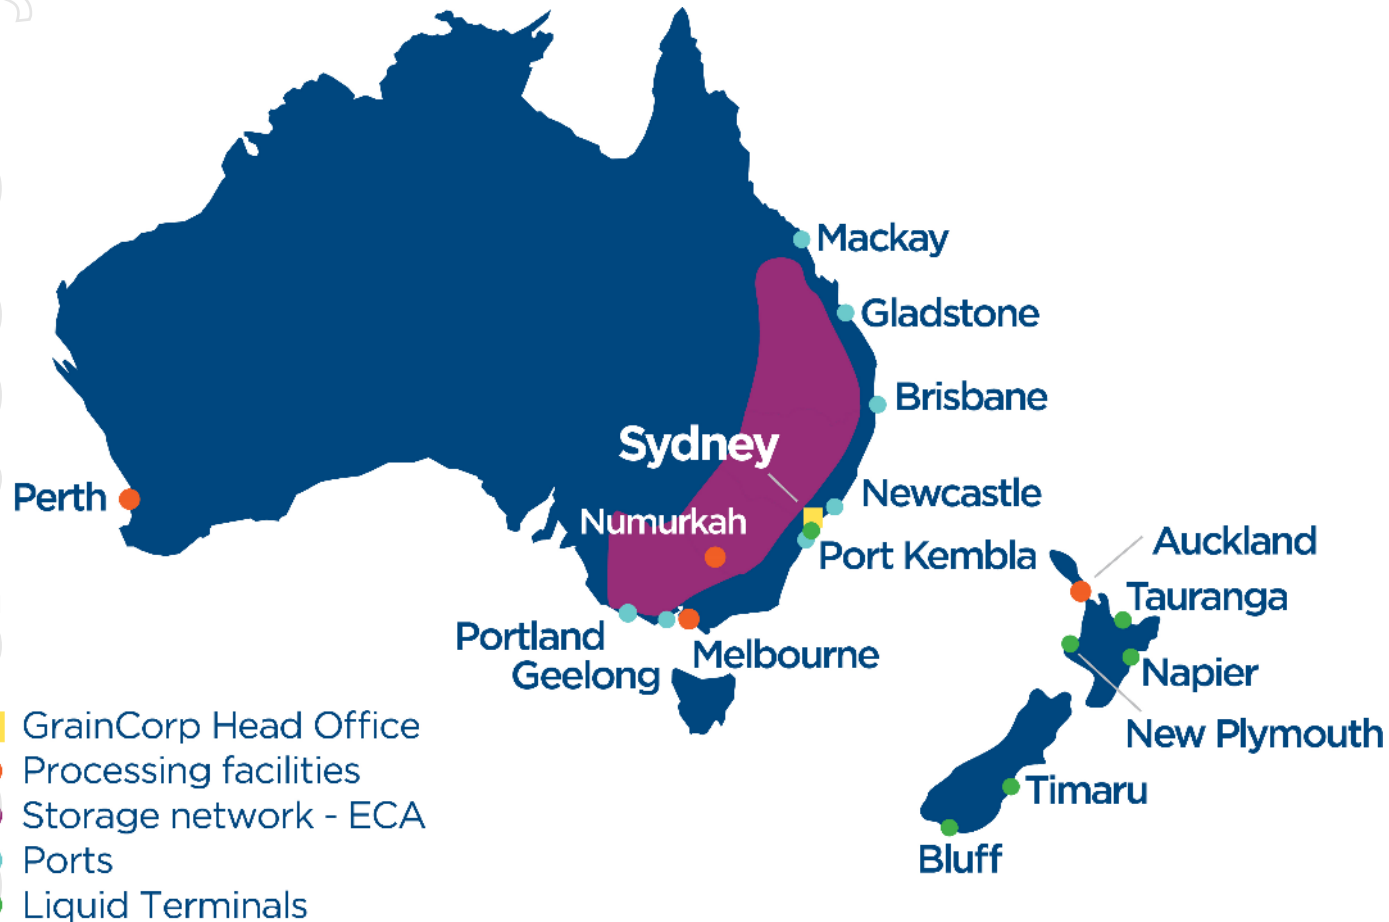 Mackay
Gladstone
Brisbane
Sydney
Newcastle
Perth
Numurkah
Port Kembla
Auckland
Tauranga
Portland
Melbourne
Geelong
Napier
New Plymouth
GrainCorp Head Office
Processing facilities
Storage network - ECA
Timaru
Ports
Bluff
Liquid Terminals